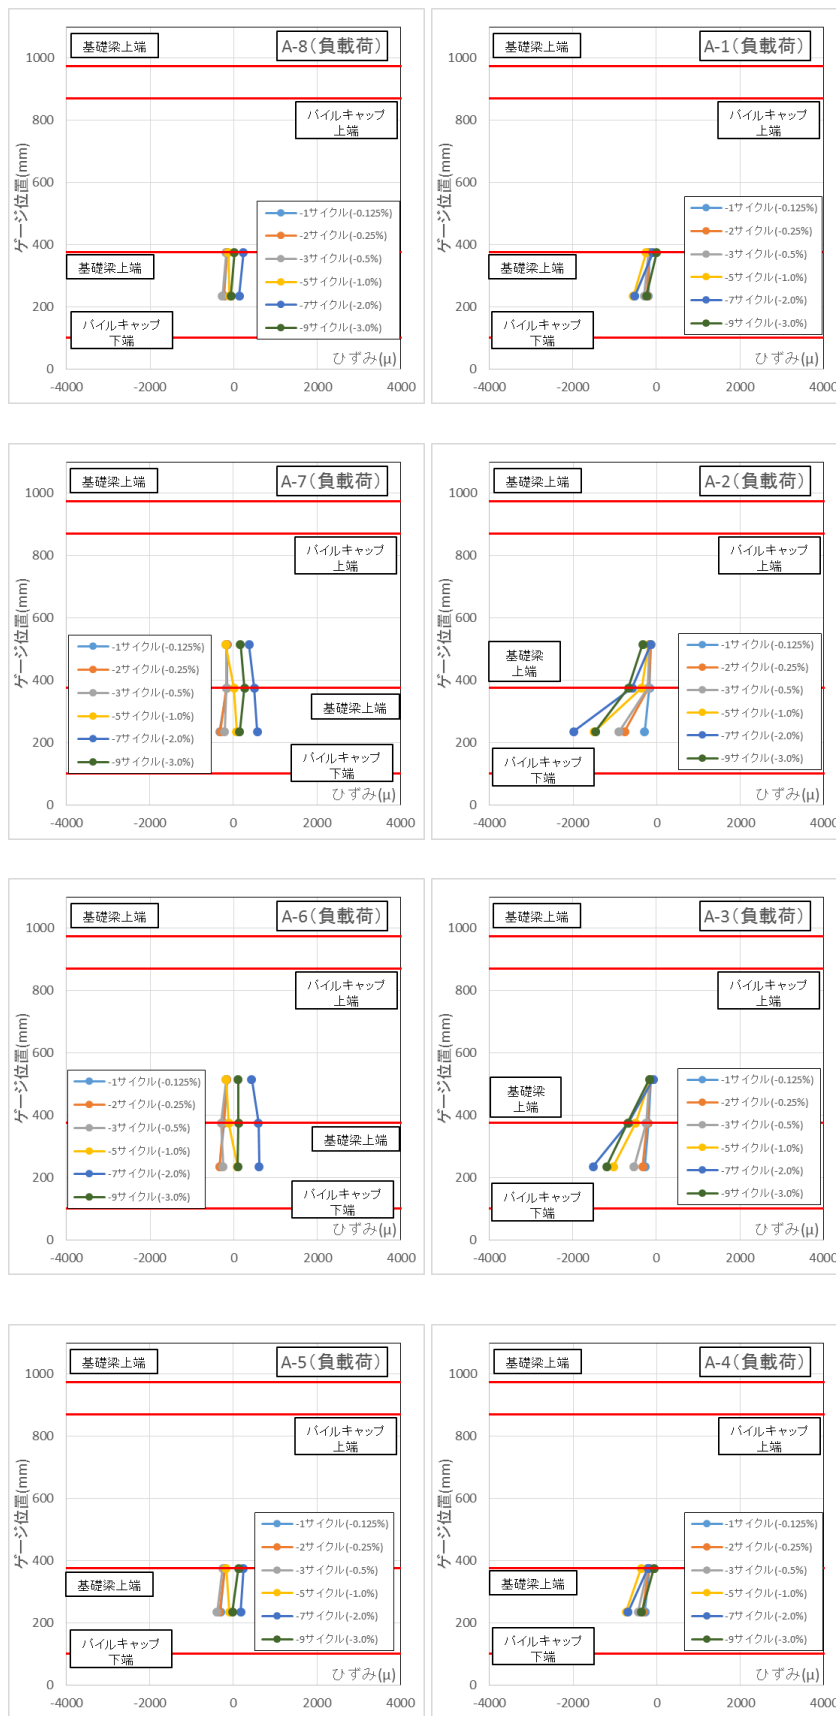 基礎梁上端
A-8(負載荷)
1000
パイルキャップ
上端
800
ゲージ位置(mm)
600
-1サイクル(-0.125%)
-2サイクル(-0.25%)
-3サイクル(-0.5%)
-5サイクル(-1.0%)
-7サイクル(-2.0%)
-9サイクル(-3.0%)
400
基礎梁上端
200
パイルキャップ
下端
ひずみ(μ)
0
-4000 -2000 0 2000 4000
基礎梁上端
A-1(負載荷)
1000
パイルキャップ
上端
800
ゲージ位置(mm)
600
-1サイクル(-0.125%)
-2サイクル(-0.25%)
-3サイクル(-0.5%)
-5サイクル(-1.0%)
-7サイクル(-2.0%)
-9サイクル(-3.0%)
400
基礎梁上端
200
パイルキャップ
下端
ひずみ(μ)
0
-4000 -2000 0 2000 4000
基礎梁上端
A-7(負載荷)
1000
パイルキャップ
上端
800
ゲージ位置(mm)
600
-1サイクル(-0.125%)
-2サイクル(-0.25%)
-3サイクル(-0.5%)
-5サイクル(-1.0%)
-7サイクル(-2.0%)
-9サイクル(-3.0%)
400
基礎梁上端
200
パイルキャップ
下端
ひずみ(μ)
0
-4000 -2000 0 2000 4000
基礎梁上端
A-2(負載荷)
1000
パイルキャップ
上端
800
ゲージ位置(mm)
600
基礎梁
上端
-1サイクル(-0.125%)
-2サイクル(-0.25%)
-3サイクル(-0.5%)
-5サイクル(-1.0%)
-7サイクル(-2.0%)
-9サイクル(-3.0%)
400
200
パイルキャップ
下端
ひずみ(μ)
0
-4000 -2000 0 2000 4000
基礎梁上端
A-6(負載荷)
1000
パイルキャップ
上端
800
ゲージ位置(mm)
600
-1サイクル(-0.125%)
-2サイクル(-0.25%)
-3サイクル(-0.5%)
-5サイクル(-1.0%)
-7サイクル(-2.0%)
-9サイクル(-3.0%)
400
基礎梁上端
200
パイルキャップ
下端
ひずみ(μ)
0
-4000 -2000 0 2000 4000
基礎梁上端
A-3(負載荷)
1000
パイルキャップ
上端
800
ゲージ位置(mm)
600
基礎梁
上端
-1サイクル(-0.125%)
-2サイクル(-0.25%)
-3サイクル(-0.5%)
-5サイクル(-1.0%)
-7サイクル(-2.0%)
-9サイクル(-3.0%)
400
200
パイルキャップ
下端
ひずみ(μ)
0
-4000 -2000 0 2000 4000
基礎梁上端
A-5(負載荷)
1000
パイルキャップ
上端
800
ゲージ位置(mm)
600
-1サイクル(-0.125%)
-2サイクル(-0.25%)
-3サイクル(-0.5%)
-5サイクル(-1.0%)
-7サイクル(-2.0%)
-9サイクル(-3.0%)
400
基礎梁上端
200
パイルキャップ
下端
ひずみ(μ)
0
-4000 -2000 0 2000 4000
基礎梁上端
A-4(負載荷)
1000
パイルキャップ
上端
800
ゲージ位置(mm)
600
-1サイクル(-0.125%)
-2サイクル(-0.25%)
-3サイクル(-0.5%)
-5サイクル(-1.0%)
-7サイクル(-2.0%)
-9サイクル(-3.0%)
400
基礎梁上端
200
パイルキャップ
下端
ひずみ(μ)
0
-4000 -2000 0 2000 4000